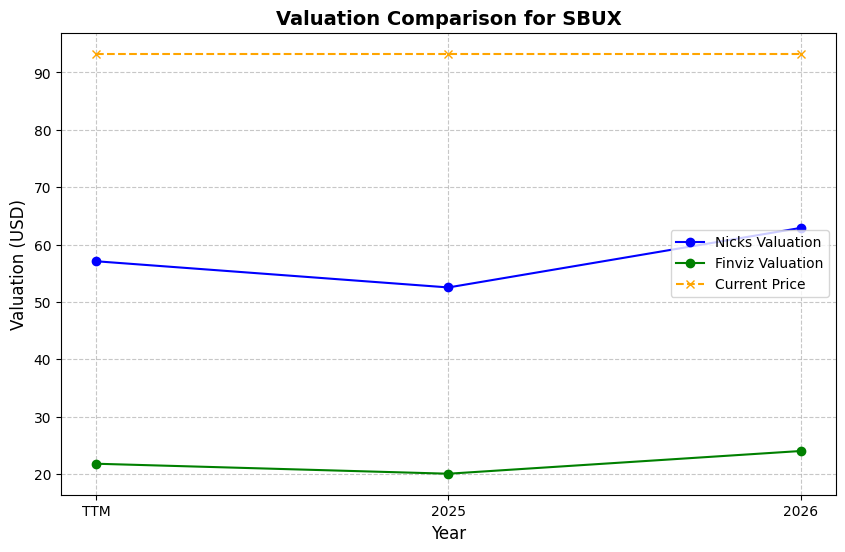 Valuation Comparison for SBUX
Valuation (USD)
90
80
70
60
50
40
30
20
Nicks Valuation
Finviz Valuation
Current Price
TTM
2025
2026
Year